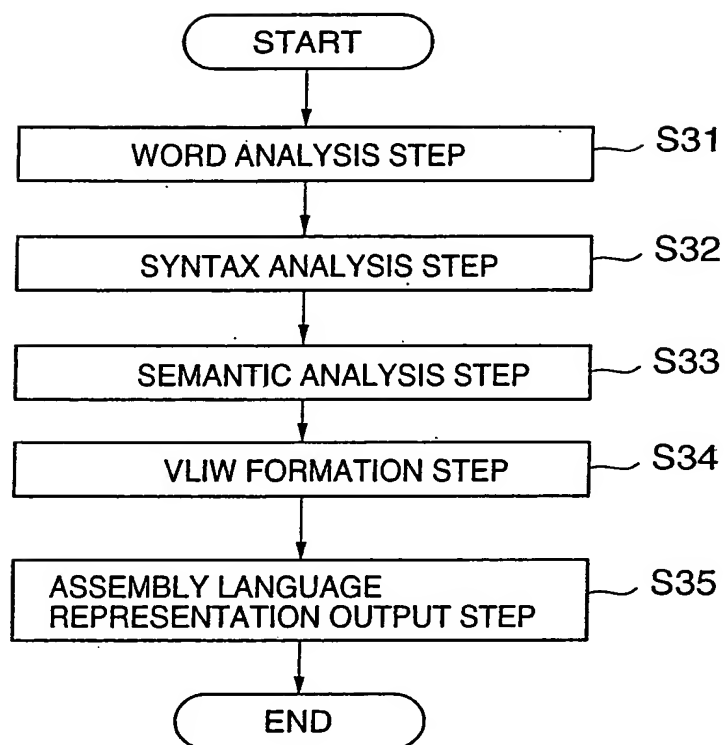 START
WORD ANALYSIS STEP
S31
SYNTAX ANALYSIS STEP
S32
SEMANTIC ANALYSIS STEP
S33
VLIW FORMATION STEP
S34
ASSEMBLY LANGUAGE
REPRESENTATION OUTPUT STEP
S35
END